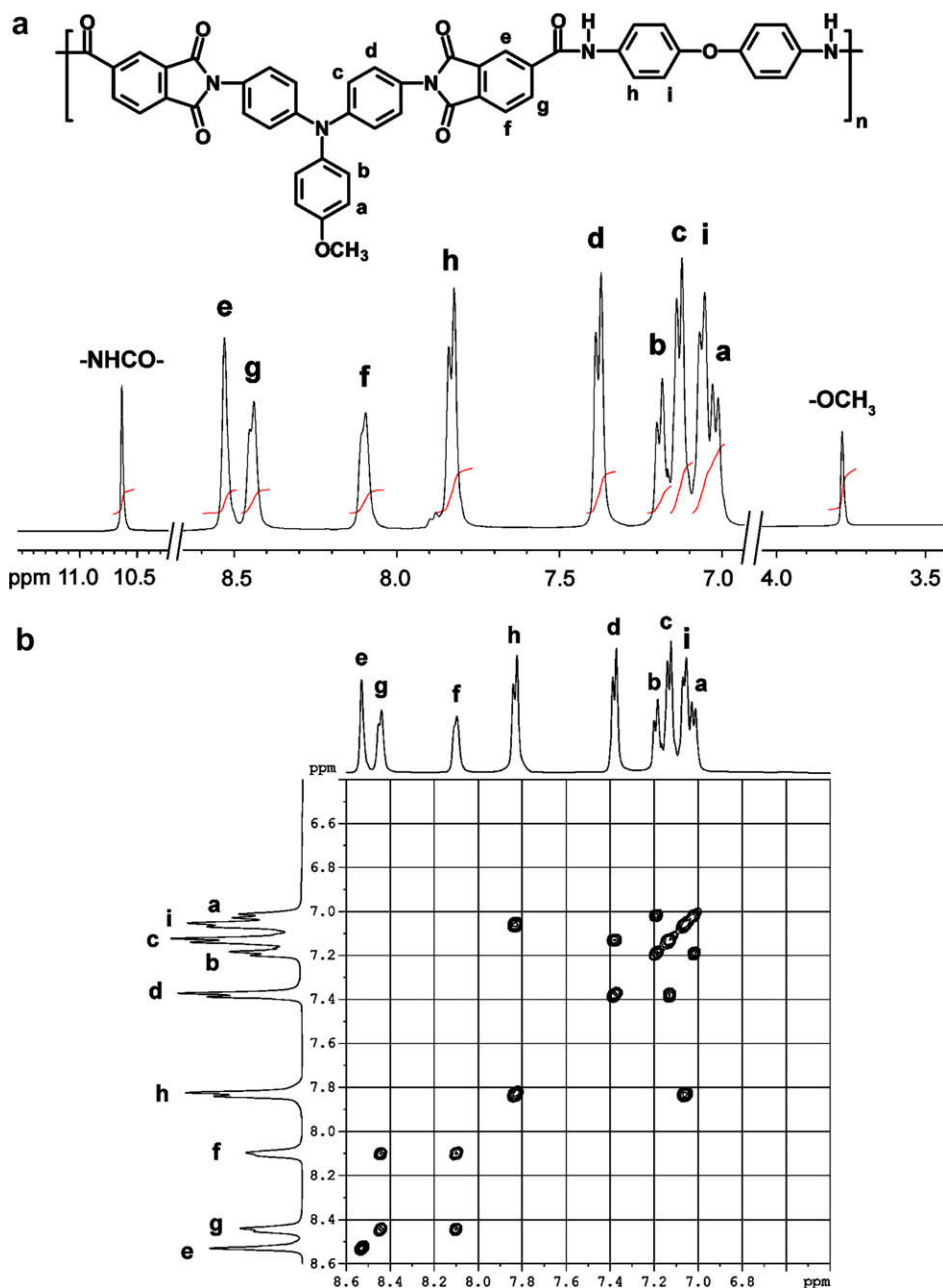 a
O O O d O e O H H
N c N N O N
O O N O g h i
f n
b
a
OCH₃
e g f h d b c i a
-NHCO- -OCH₃
ppm 11.0 10.5 8.5 8.0 7.5 7.0 4.0 3.5
b
e g f h d b c i a
ppm
6.6
6.8
a 7.0
i
c
b 7.2
d 7.4
7.6
h 7.8
8.0
f
8.2
g 8.4
e 8.6
8.6 8.4 8.2 8.0 7.8 7.6 7.4 7.2 7.0 6.8 ppm